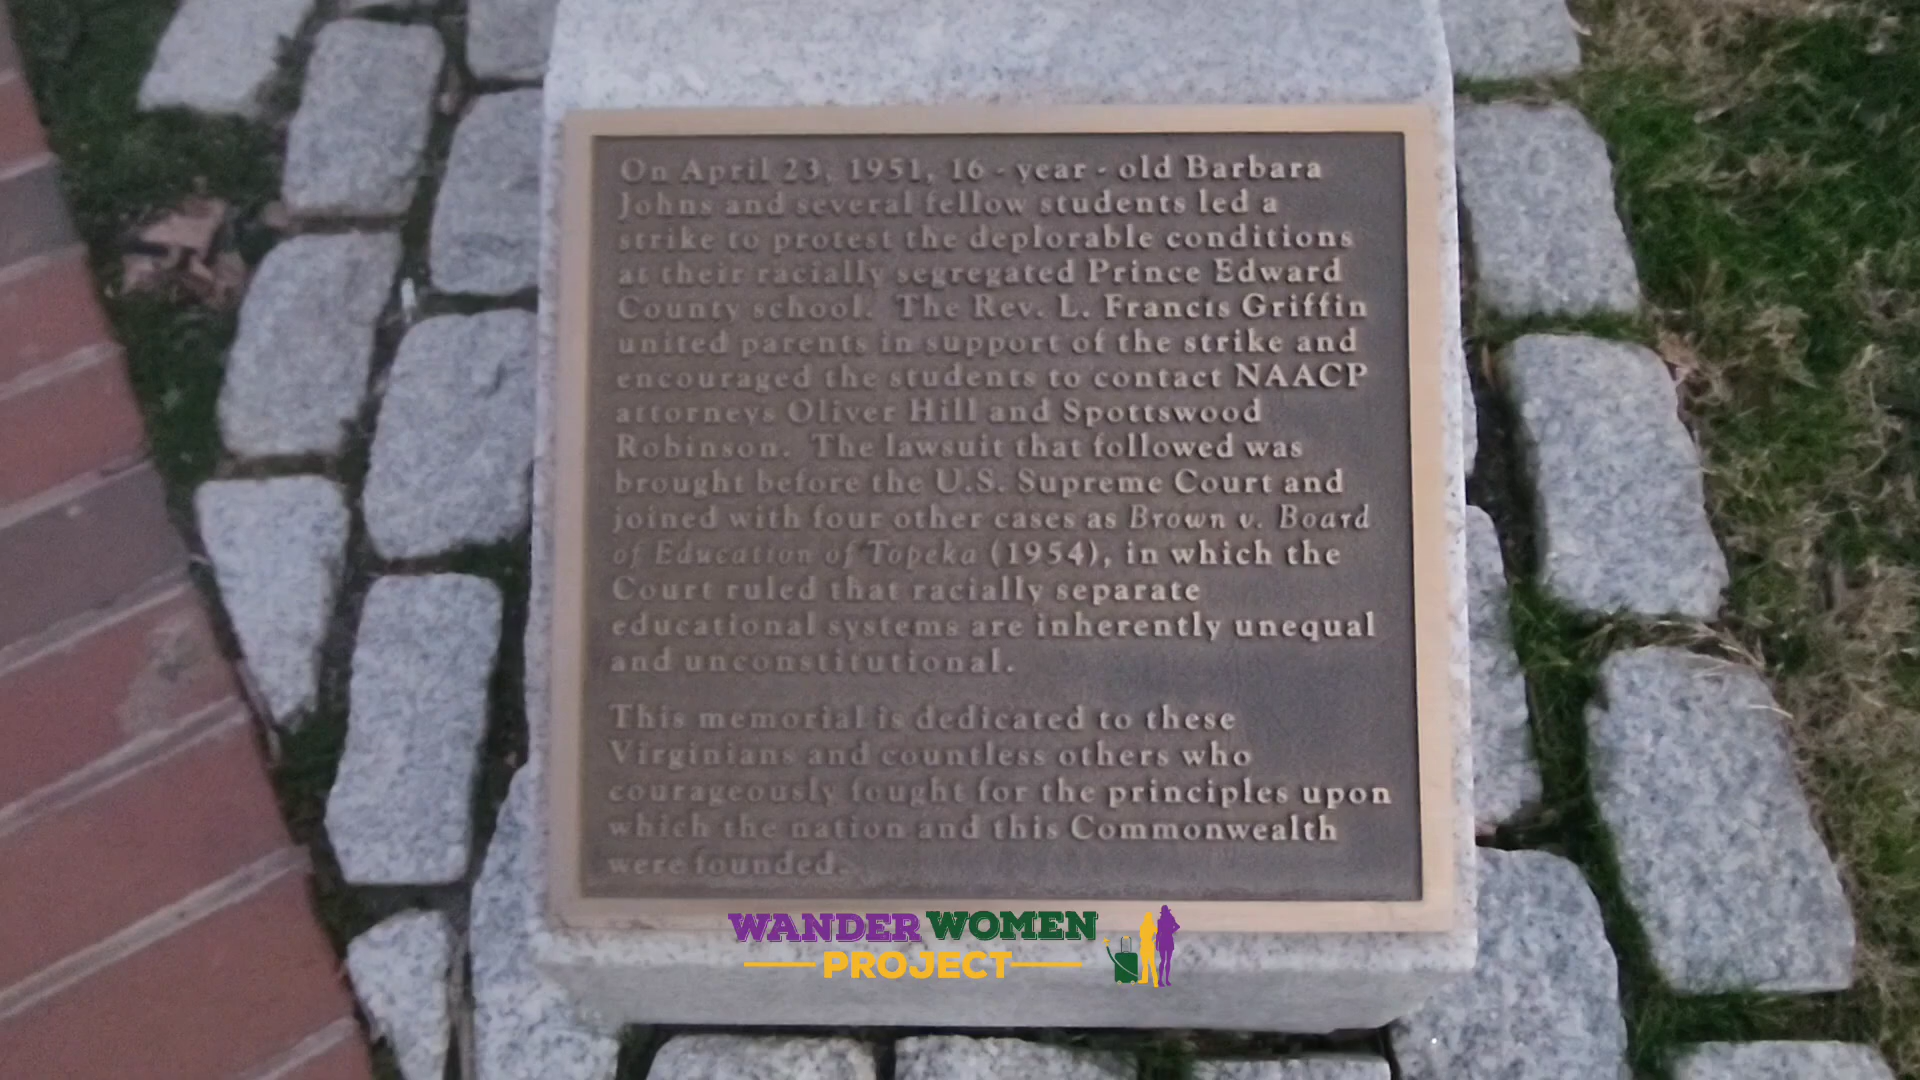 On April 23, 1951, 16 - year - old Barbara
Johns and several fellow students led a
strike to protest the deplorable conditions
at their racially segregated Prince Edward
County school. The Rev. L. Francis Griffin
united parents in support of the strike and
encouraged the students to contact NAACP
attorneys Oliver Hill and Spottswood
Robinson. The lawsuit that followed was
brought before the U.S. Supreme Court and
joined with four other cases as Brown v. Board
of Education of Topeka (1954), in which the
Court ruled that racially separate
educational systems are inherently unequal
and unconstitutional.
This memorial is dedicated to these
Virginians and countless others who
courageously fought for the principles upon
which the nation and this Commonwealth
were founded.
WANDER WOMEN
PROJECT